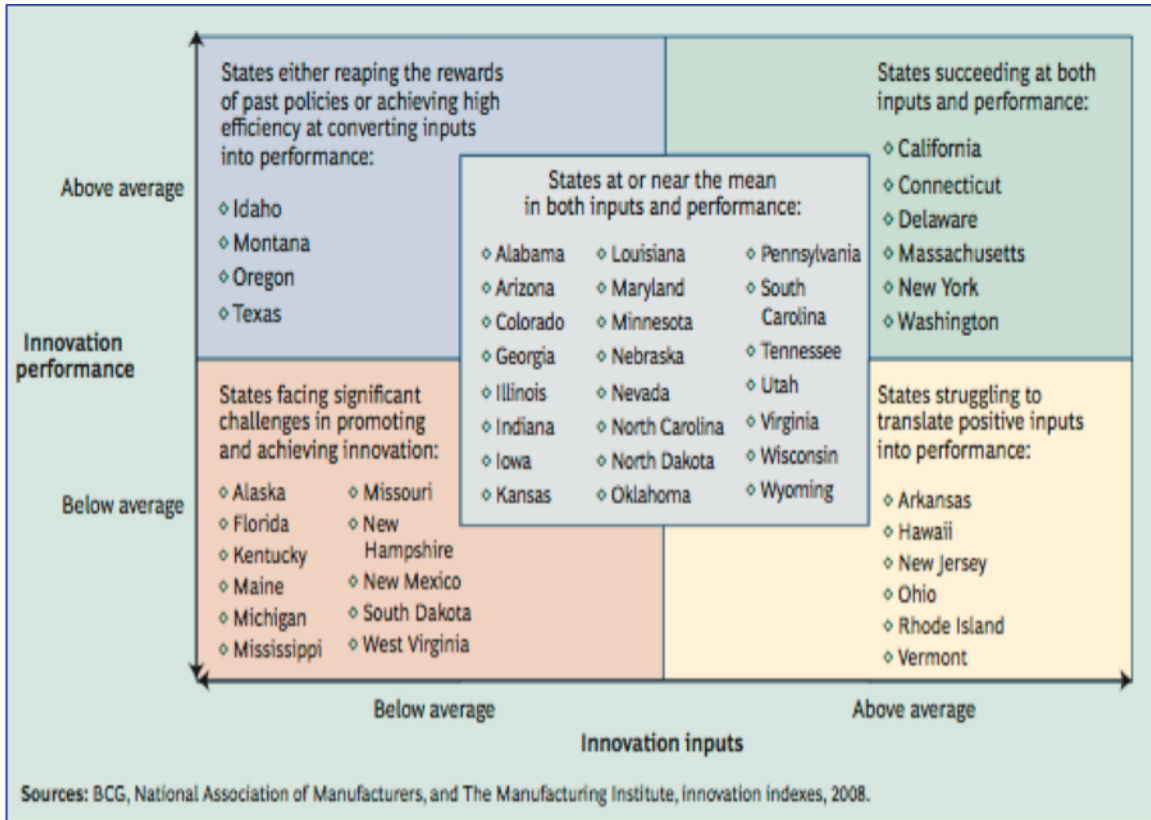 States either reaping the rewards
of past policies or achieving high
efficiency at converting inputs
into performance:
Idaho
Montana
Oregon
Texas
States succeeding at both
inputs and performance:
California
Connecticut
Delaware
Massachusetts
New York
Washington
States at or near the mean
in both inputs and performance:
Alabama
Arizona
Colorado
Georgia
Illinois
Indiana
Iowa
Kansas
Louisiana
Maryland
Minnesota
Nebraska
Nevada
North Carolina
North Dakota
Oklahoma
Pennsylvania
South
Carolina
Tennessee
Utah
Virginia
Wisconsin
Wyoming
Above average
Innovation
performance
Below average
States facing significant
challenges in promoting
and achieving innovation:
Alaska
Florida
Kentucky
Maine
Michigan
Mississippi
Missouri
New
Hampshire
New Mexico
South Dakota
West Virginia
States struggling to
translate positive inputs
into performance:
Arkansas
Hawaii
New Jersey
Ohio
Rhode Island
Vermont
Below average
Above average
Innovation inputs
Sources: BCG, National Association of Manufacturers, and The Manufacturing Institute, innovation indexes, 2008.